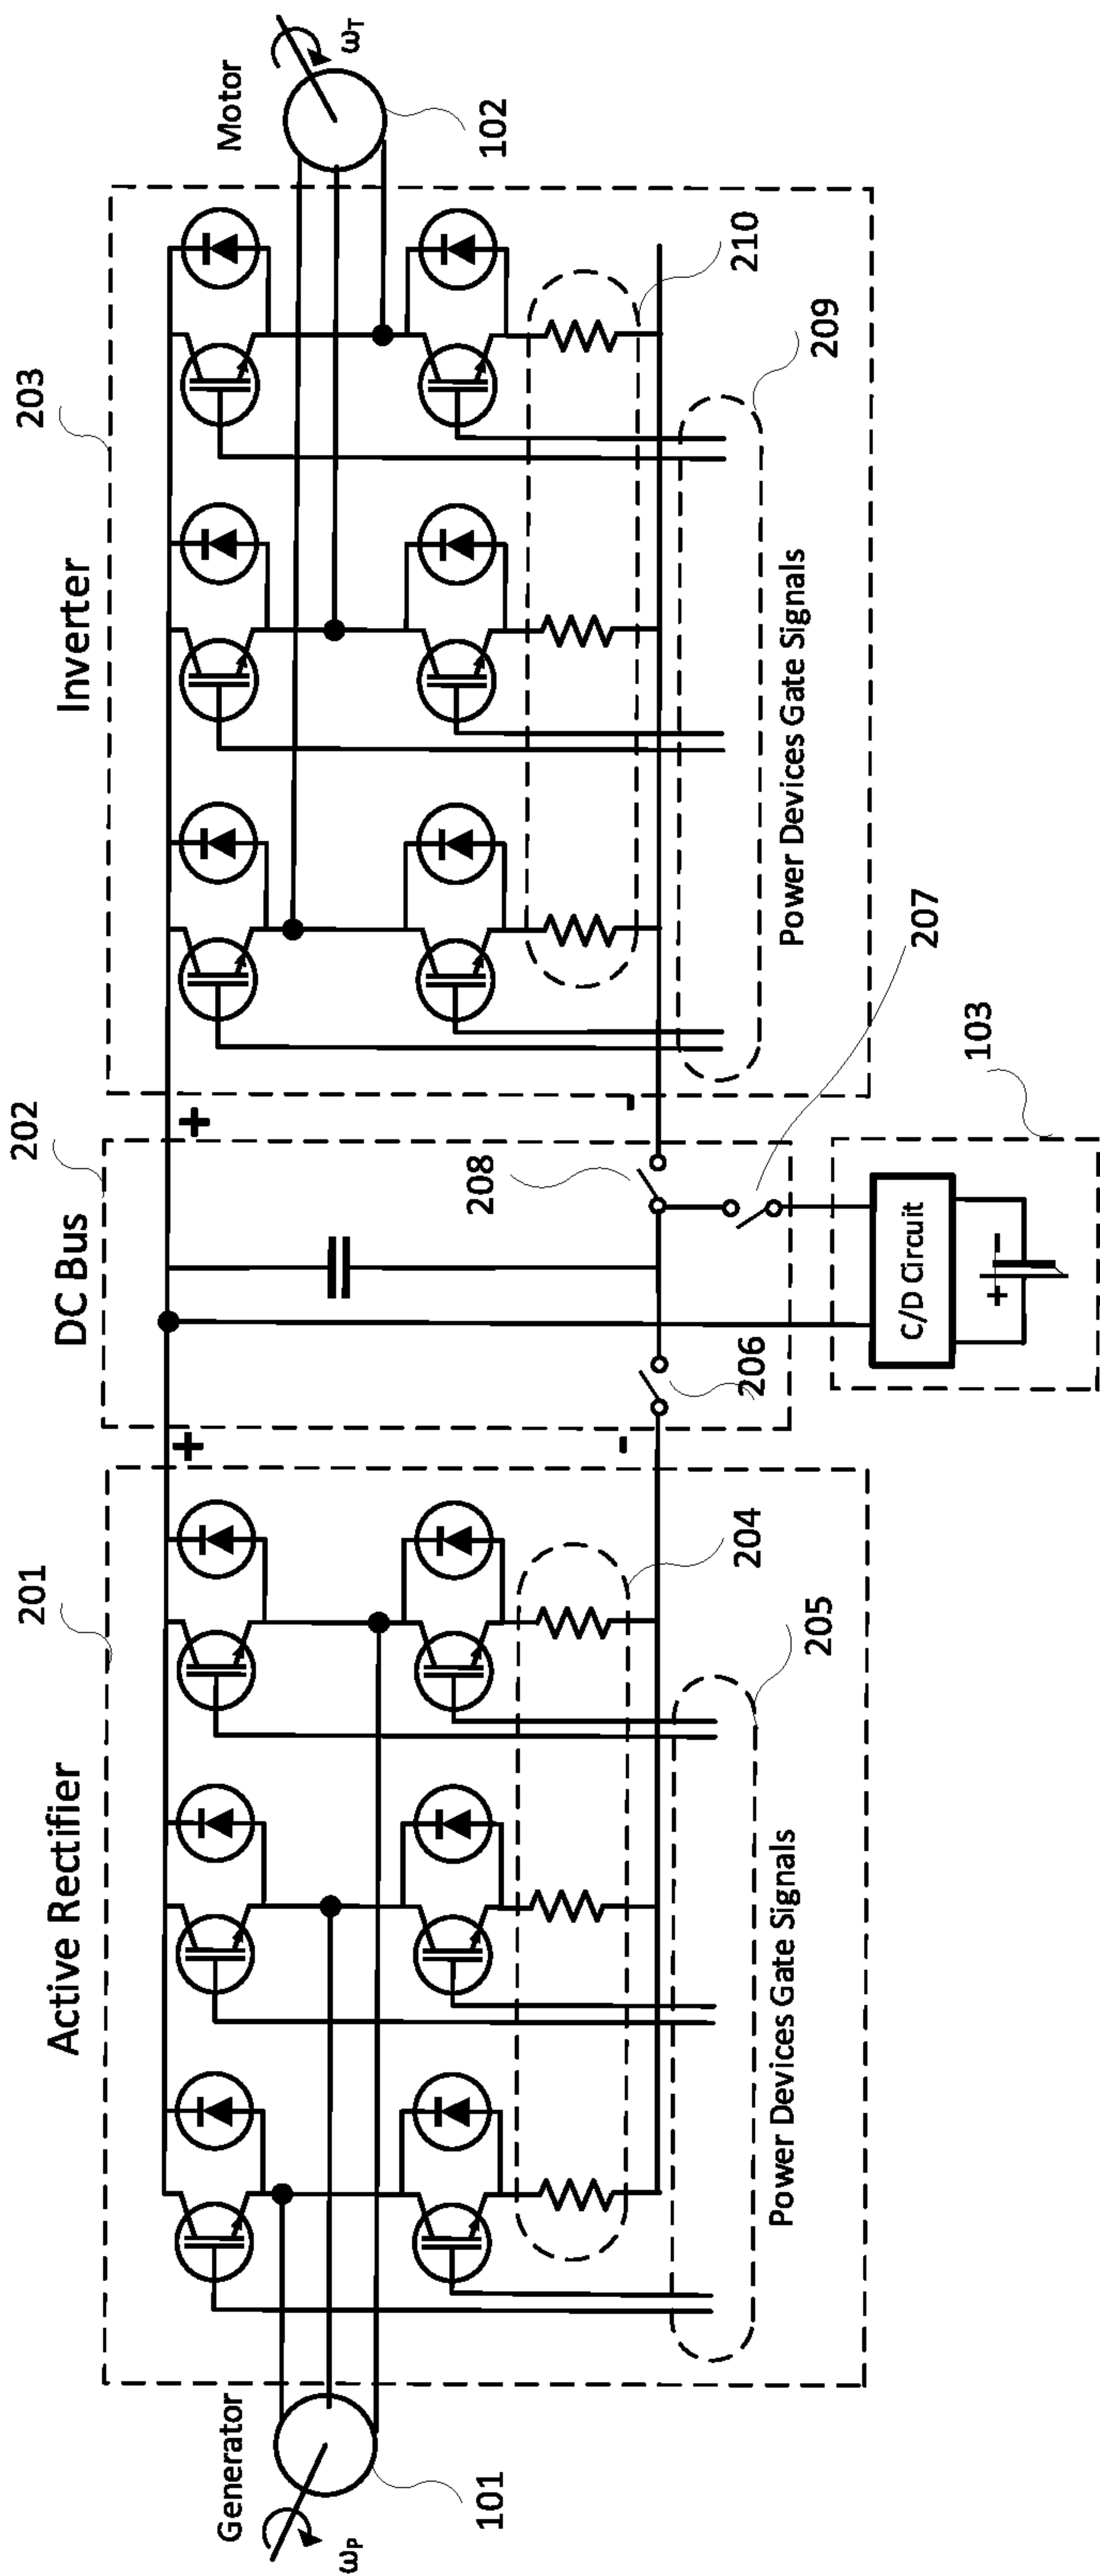 Active Rectifier
DC Bus
Inverter
201
202
203
Generator
ωP
101
Motor
ωT
102
+
-
+
-
204
205
206
207
208
209
210
Power Devices Gate Signals
Power Devices Gate Signals
C/D Circuit
+ -
103